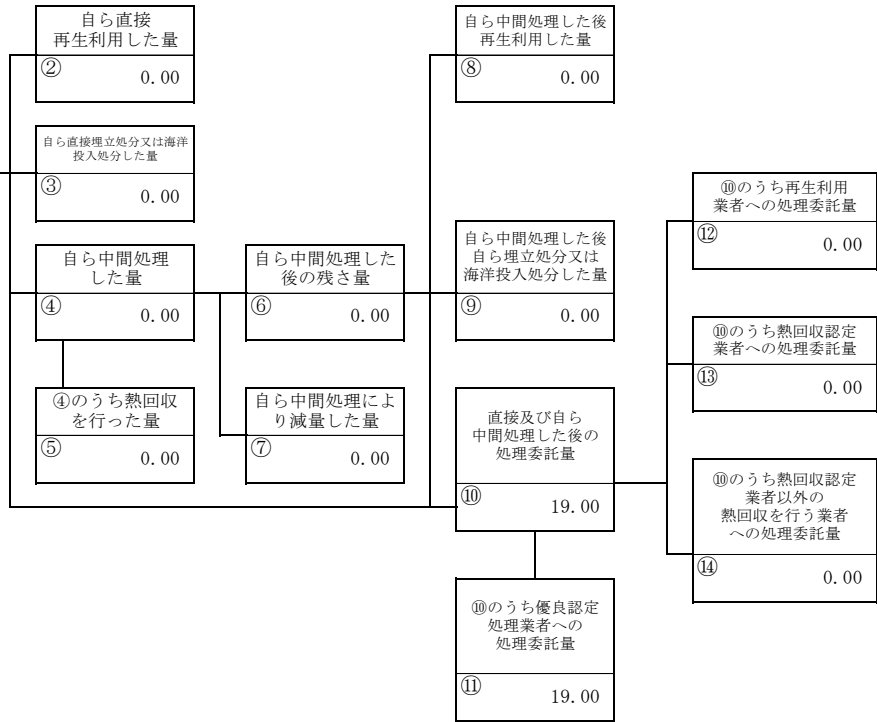 自ら直接
再生利用した量
②
0.00
自ら中間処理した後
再生利用した量
⑧
0.00
自ら直接埋立処分又は海洋
投入処分した量
③
0.00
⑩のうち再生利用
業者への処理委託量
⑫
0.00
自ら中間処理
した量
④
0.00
自ら中間処理した
後の残さ量
⑥
0.00
自ら中間処理した後
自ら埋立処分又は
海洋投入処分した量
⑨
0.00
⑩のうち熱回収認定
業者への処理委託量
⑬
0.00
④のうち熱回収
を行った量
⑤
0.00
自ら中間処理によ
り減量した量
⑦
0.00
直接及び自ら
中間処理した後の
処理委託量
⑩
19.00
⑩のうち熱回収認定
業者以外の
熱回収を行う業者
への処理委託量
⑭
0.00
⑩のうち優良認定
処理業者への
処理委託量
⑪
19.00